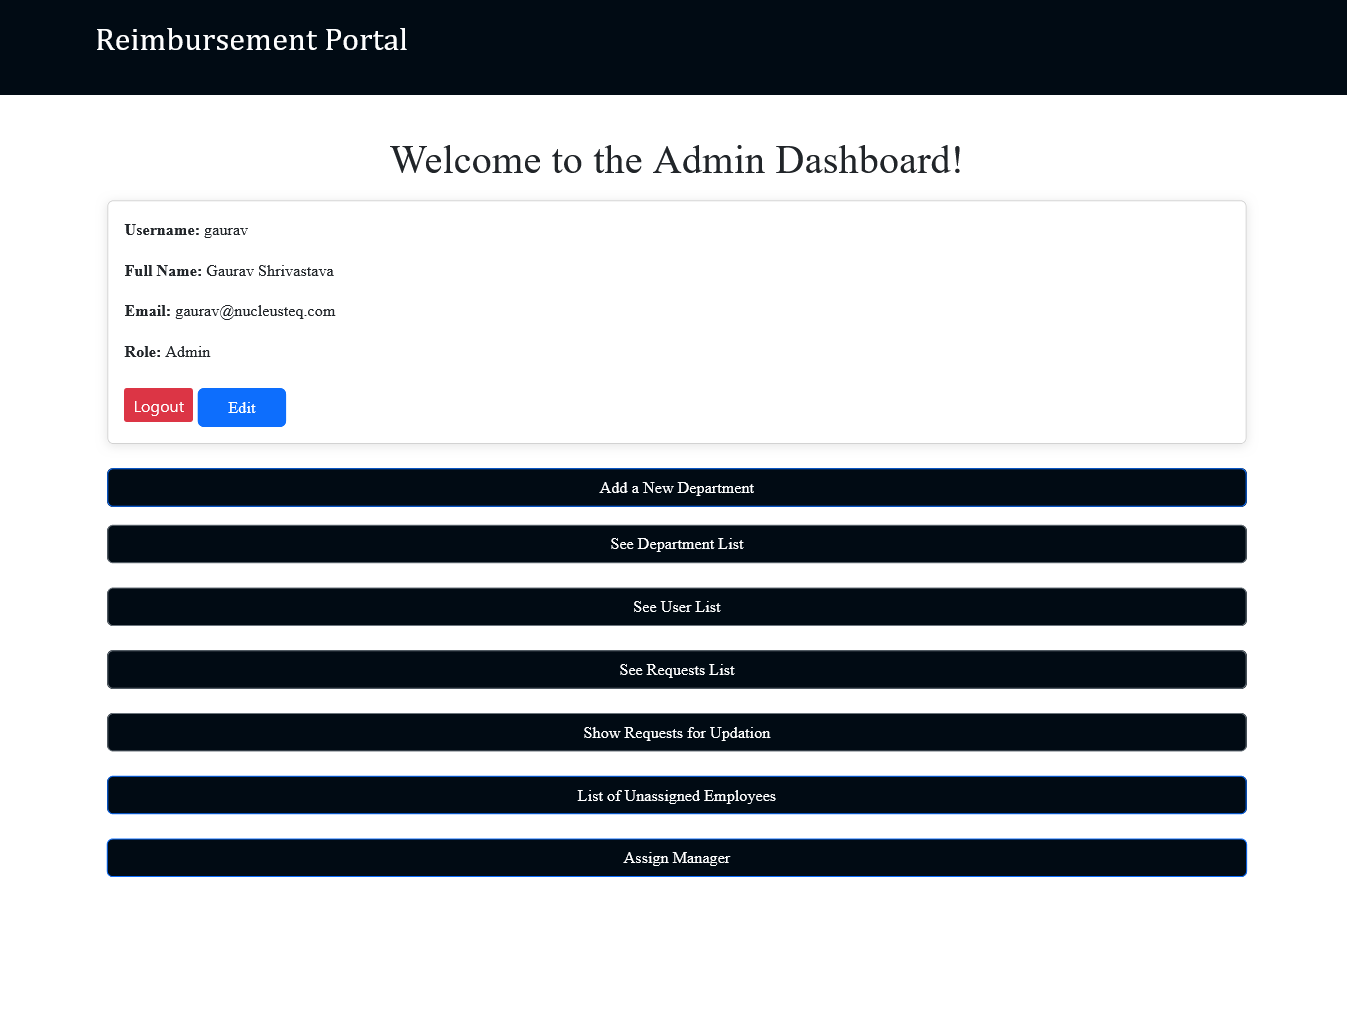 Reimbursement Portal
Welcome to the Admin Dashboard!
Username: gaurav
Full Name: Gaurav Shrivastava
Email: gaurav@nucleusteq.com
Role: Admin
Logout Edit
Add a New Department
See Department List
See User List
See Requests List
Show Requests for Updation
List of Unassigned Employees
Assign Manager